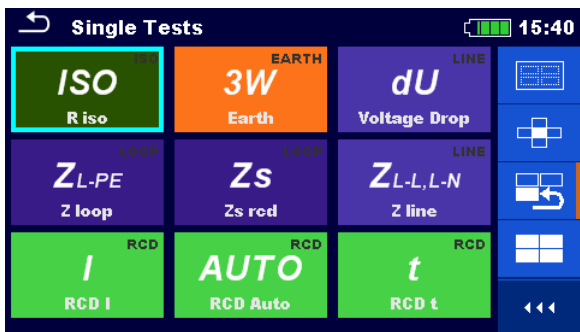 Single Tests 15:40
ISO EARTH LINE
ISO 3W dU
R iso Earth Voltage Drop
LOOP LOOP LINE
ZL-PE Zs ZL-L,L-N
Z loop Zs rcd Z line
RCD RCD RCD
I AUTO t
RCD I RCD Auto RCD t